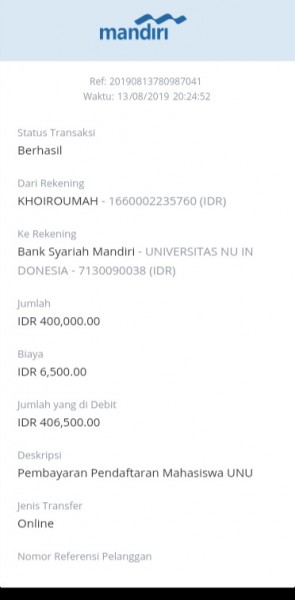 mandiri
Ref: 20190813780987041
Waktu: 13/08/2019 20:24:52
Status Transaksi
Berhasil
Dari Rekening
KHOIROUMAH - 1660002235760 (IDR)
Ke Rekening
Bank Syariah Mandiri - UNIVERSITAS NU IN
DONESIA - 7130090038 (IDR)
Jumlah
IDR 400,000.00
Biaya
IDR 6,500.00
Jumlah yang di Debit
IDR 406,500.00
Deskripsi
Pembayaran Pendaftaran Mahasiswa UNU
Jenis Transfer
Online
Nomor Referensi Pelanggan